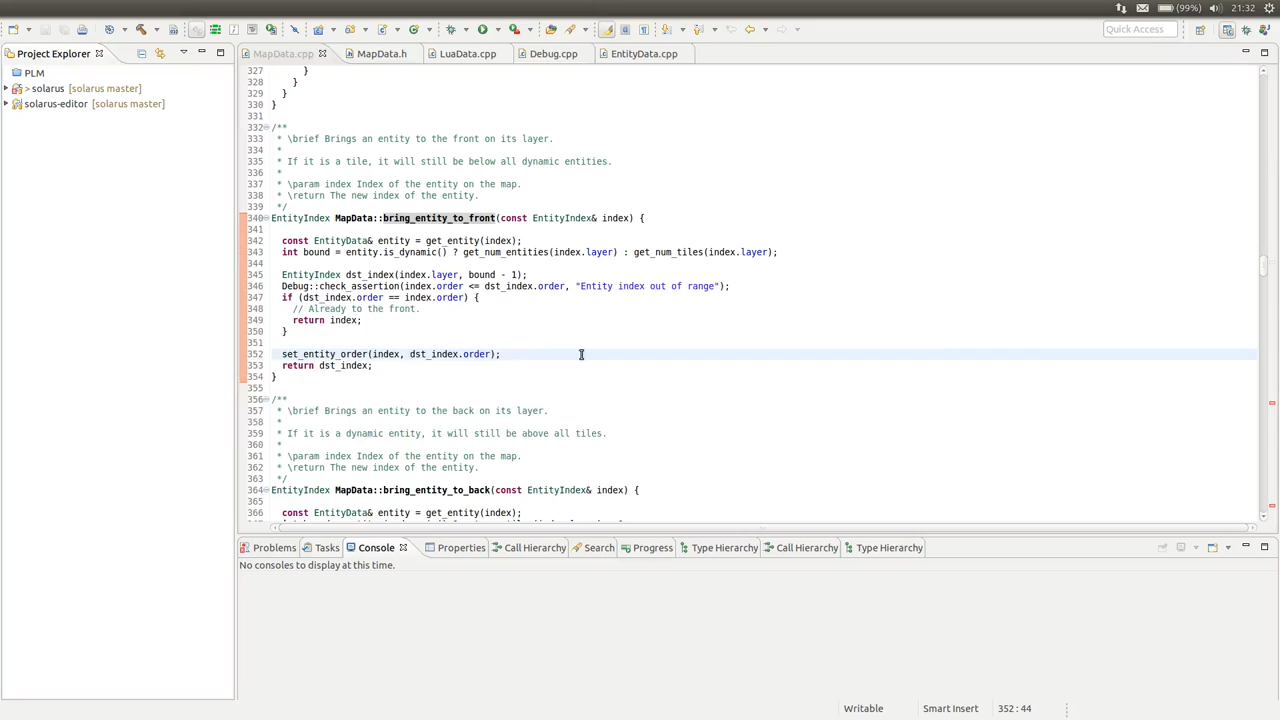 (99%) 21:32
Quick Access
Project Explorer
MapData.cpp MapData.h LuaData.cpp Debug.cpp EntityData.cpp
PLM
> solarus [solarus master]
solarus-editor [solarus master]
327 }
328 }
329 }
330 }
331
332 /**
333 * \brief Brings an entity to the front on its layer.
334 *
335 * If it is a tile, it will still be below all dynamic entities.
336 *
337 * \param index Index of the entity on the map.
338 * \return The new index of the entity.
339 */
340 EntityIndex MapData::bring_entity_to_front(const EntityIndex& index) {
341
342 const EntityData& entity = get_entity(index);
343 int bound = entity.is_dynamic() ? get_num_entities(index.layer) : get_num_tiles(index.layer);
344
345 EntityIndex dst_index(index.layer, bound - 1);
346 Debug::check_assertion(index.order <= dst_index.order, "Entity index out of range");
347 if (dst_index.order == index.order) {
348 // Already to the front.
349 return index;
350 }
351
352 set_entity_order(index, dst_index.order);
353 return dst_index;
354 }
355
356 /**
357 * \brief Brings an entity to the back on its layer.
358 *
359 * If it is a dynamic entity, it will still be above all tiles.
360 *
361 * \param index Index of the entity on the map.
362 * \return The new index of the entity.
363 */
364 EntityIndex MapData::bring_entity_to_back(const EntityIndex& index) {
365
366 const EntityData& entity = get_entity(index);
Problems Tasks Console Properties Call Hierarchy Search Progress Type Hierarchy Call Hierarchy Type Hierarchy
No consoles to display at this time.
Writable Smart Insert 352 : 44